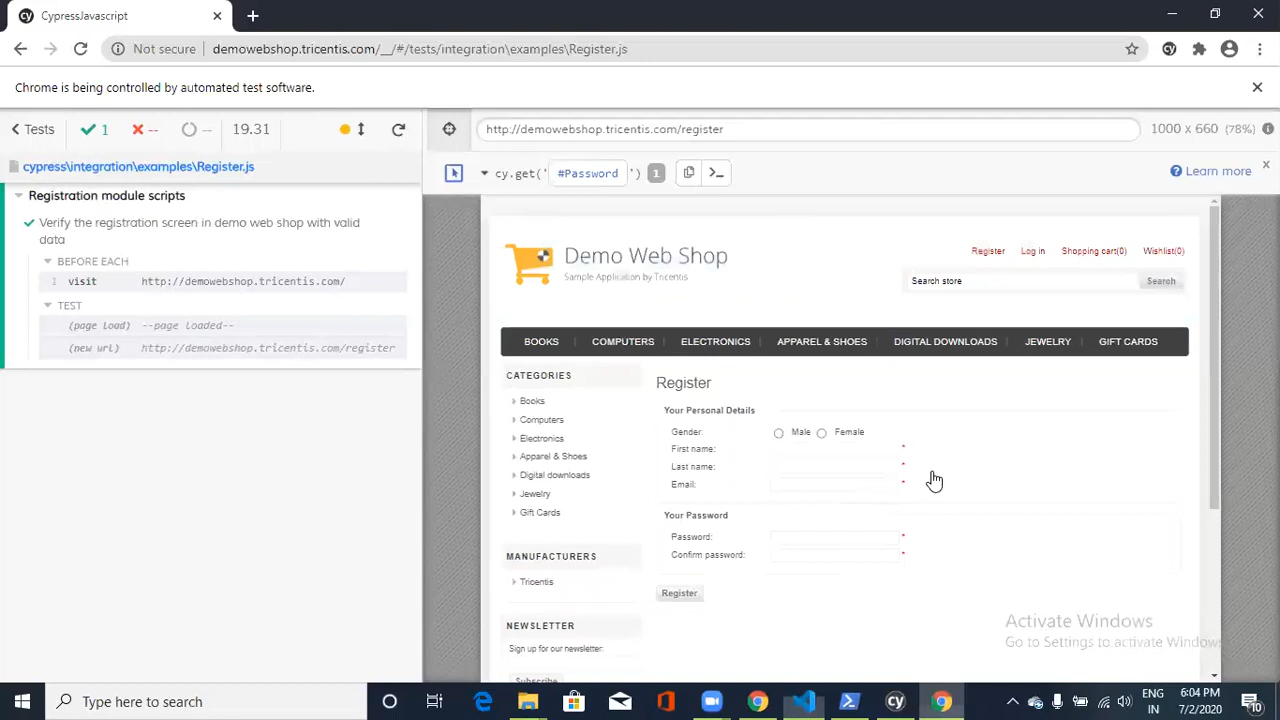 CypressJavascript
Not secure demowebshop.tricentis.com/__/#/tests/integration\examples\Register.js
Chrome is being controlled by automated test software.
Tests 1 -- -- 19.31
http://demowebshop.tricentis.com/register 1000 x 660 (78%)
cypress\integration\examples\Register.js
cy.get(' #Password ') 1 Learn more
Registration module scripts
Verify the registration screen in demo web shop with valid
data
BEFORE EACH
1 visit http://demowebshop.tricentis.com/
TEST
(page load) --page loaded--
(new url) http://demowebshop.tricentis.com/register
Demo Web Shop
Sample Application by Tricentis
Register Log in Shopping cart(0) Wishlist(0)
Search store Search
BOOKS COMPUTERS ELECTRONICS APPAREL & SHOES DIGITAL DOWNLOADS JEWELRY GIFT CARDS
CATEGORIES
Books
Computers
Electronics
Apparel & Shoes
Digital downloads
Jewelry
Gift Cards
MANUFACTURERS
Tricentis
NEWSLETTER
Sign up for our newsletter:
Subscribe
Register
Your Personal Details
Gender: Male Female
First name: *
Last name: *
Email: *
Your Password
Password: *
Confirm password: *
Register
Activate Windows
Go to Settings to activate Windows
Type here to search
cy
ENG
IN
6:04 PM
7/2/2020
10